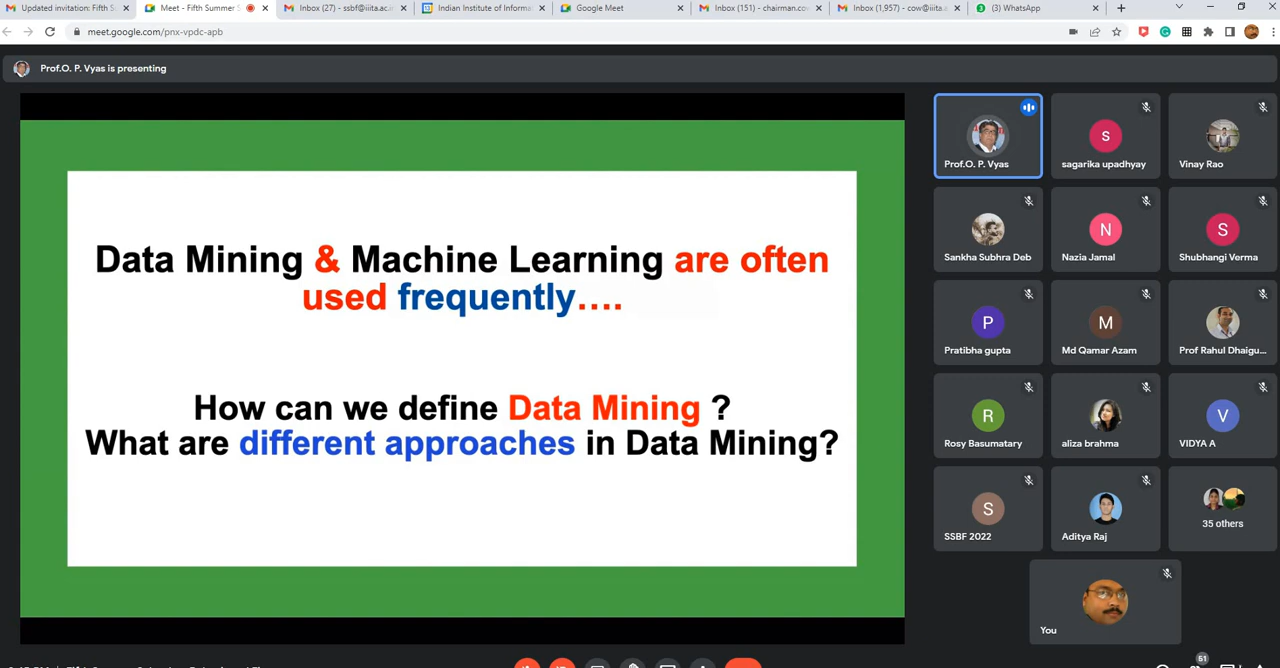 Updated invitation: Fifth S
Meet - Fifth Summer
Inbox (27) - ssbf@iiita.ac.in
Indian Institute of Informa
Google Meet
Inbox (151) - chairman.cow
Inbox (1,957) - cow@iiita
(3) WhatsApp
meet.google.com/pnx-vpdc-apb
Prof.O. P. Vyas is presenting
Data Mining & Machine Learning are often
used frequently....
How can we define Data Mining ?
What are different approaches in Data Mining?
Prof.O. P. Vyas
S
sagarika upadhyay
Vinay Rao
Sankha Subhra Deb
N
Nazia Jamal
S
Shubhangi Verma
P
Pratibha gupta
M
Md Qamar Azam
Prof Rahul Dhaigu...
R
Rosy Basumatary
aliza brahma
V
VIDYA A
S
SSBF 2022
Aditya Raj
35 others
You
51